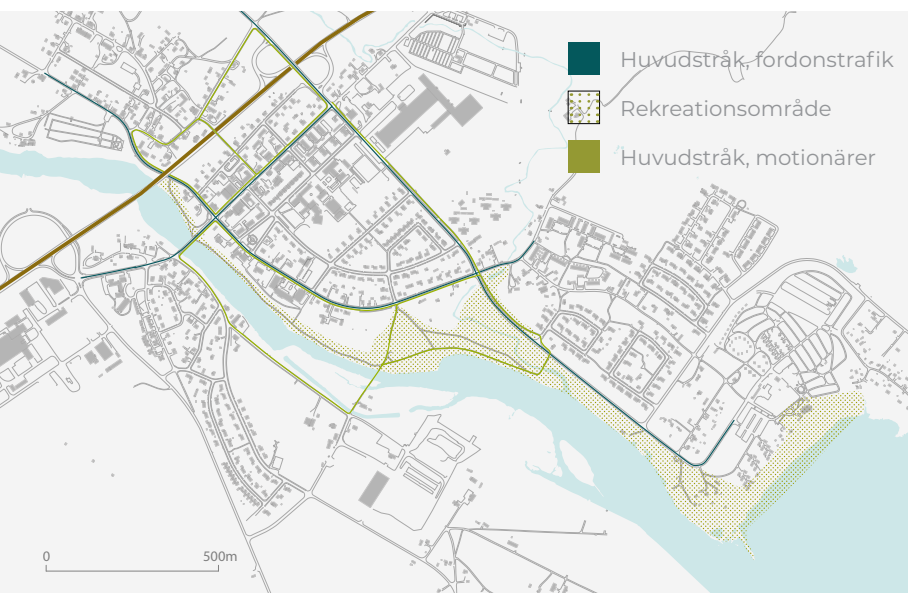 Huvudstråk, fordonstrafik
Rekreationsområde
Huvudstråk, motionärer
0 500m